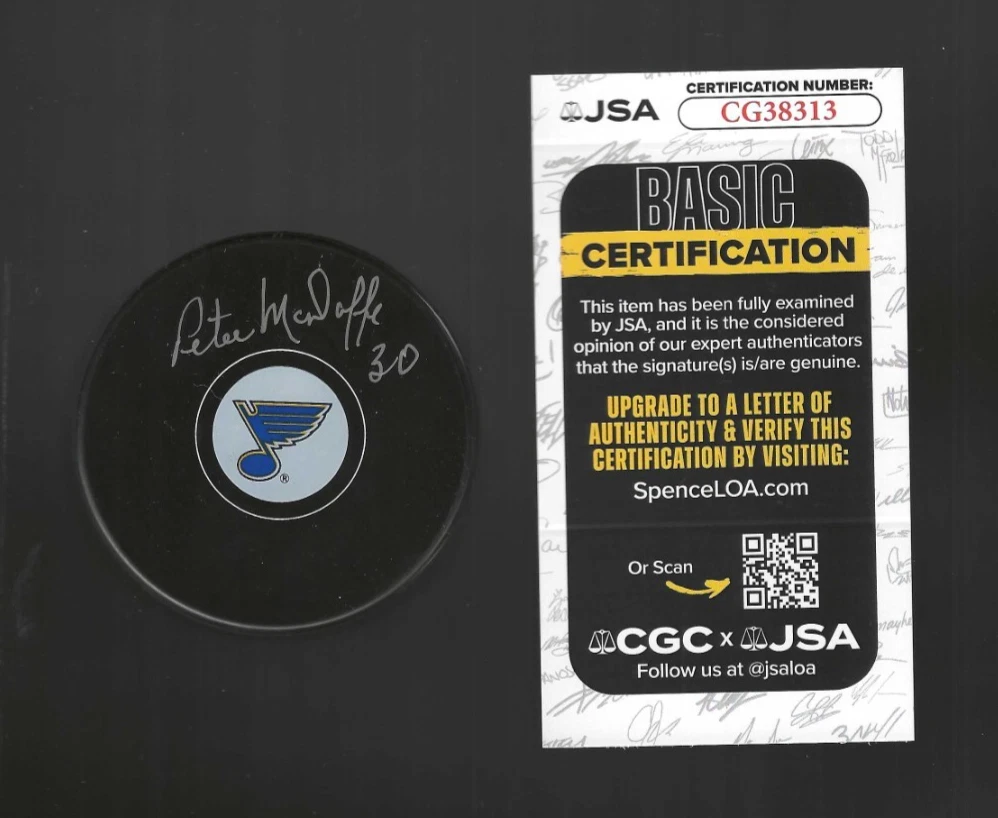 Peter McDuffe
30
®
JSA
CERTIFICATION NUMBER:
CG38313
BASIC
CERTIFICATION
This item has been fully examined
by JSA, and it is the considered
opinion of our expert authenticators
that the signature(s) is/are genuine.
UPGRADE TO A LETTER OF
AUTHENTICITY & VERIFY THIS
CERTIFICATION BY VISITING:
SpenceLOA.com
Or Scan
CGC x JSA
Follow us at @jsaloa